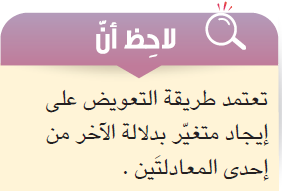 لاحِظ أنّ
تعتمد طريقة التعويض على
إيجاد متغيّر بدلالة الآخر من
إحدى المعادلتَين .